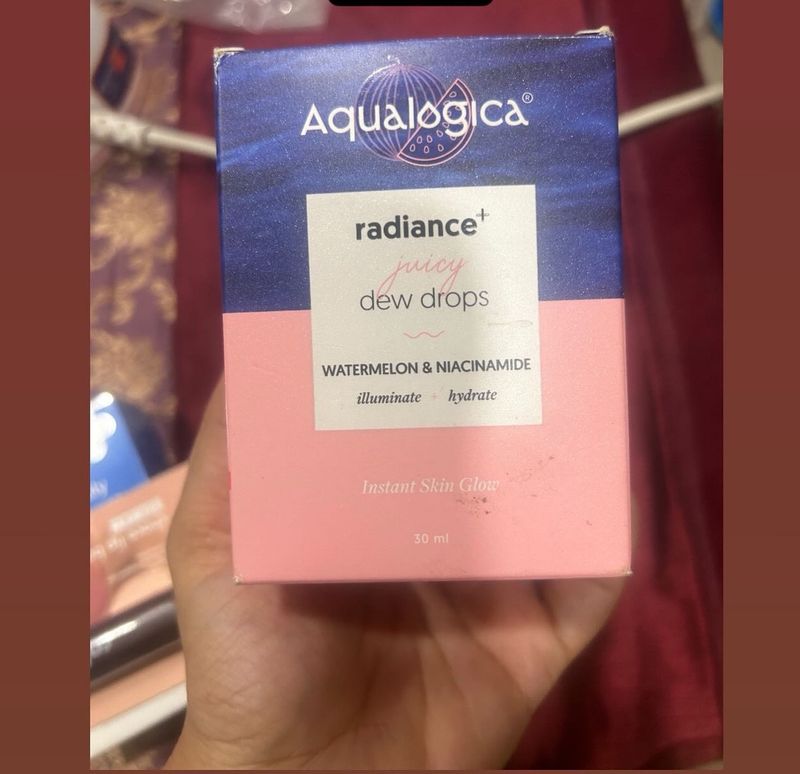 Aqualogica®
radiance+
juicy
dew drops
WATERMELON & NIACINAMIDE
illuminate + hydrate
Instant Skin Glow
30 ml